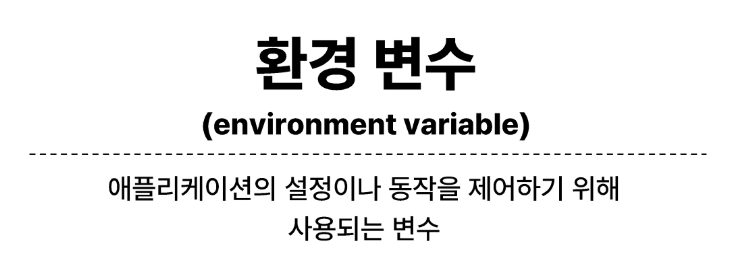 환경 변수
(environment variable)
애플리케이션의 설정이나 동작을 제어하기 위해
사용되는 변수